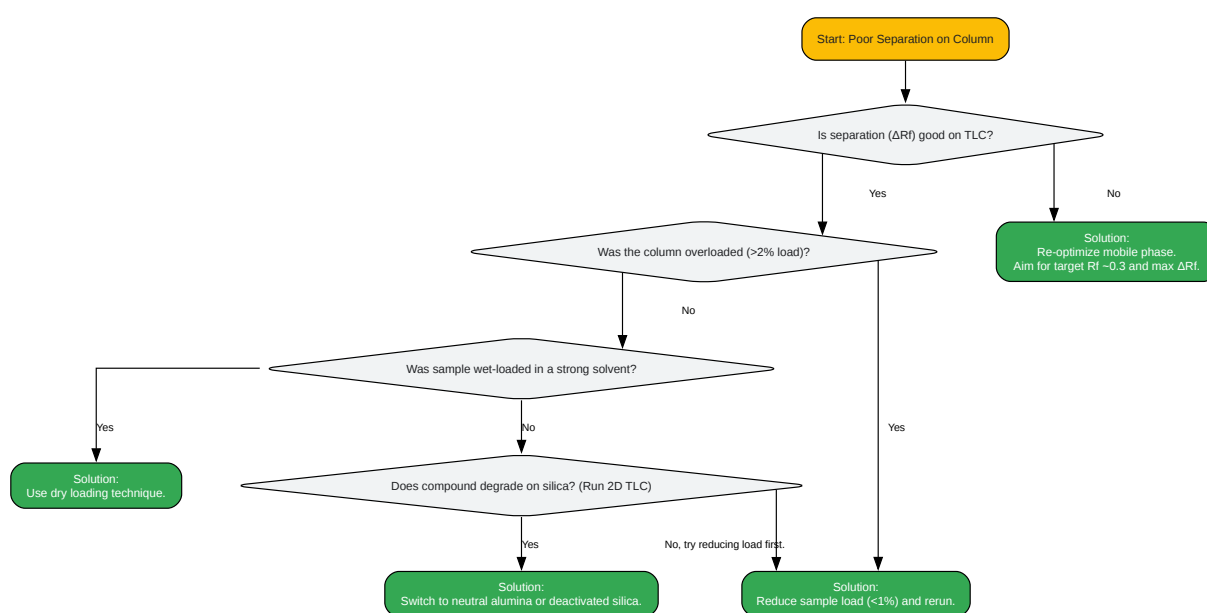 Start: Poor Separation on Column
Is separation (ΔRf) good on TLC?
Yes
No
Solution:
Re-optimize mobile phase.
Aim for target Rf ~0.3 and max ΔRf.
Was the column overloaded (>2% load)?
No
Was sample wet-loaded in a strong solvent?
Yes
No
Yes
Solution:
Use dry loading technique.
Does compound degrade on silica? (Run 2D TLC)
Yes
No, try reducing load first.
Solution:
Switch to neutral alumina or deactivated silica.
Solution:
Reduce sample load (<1%) and rerun.